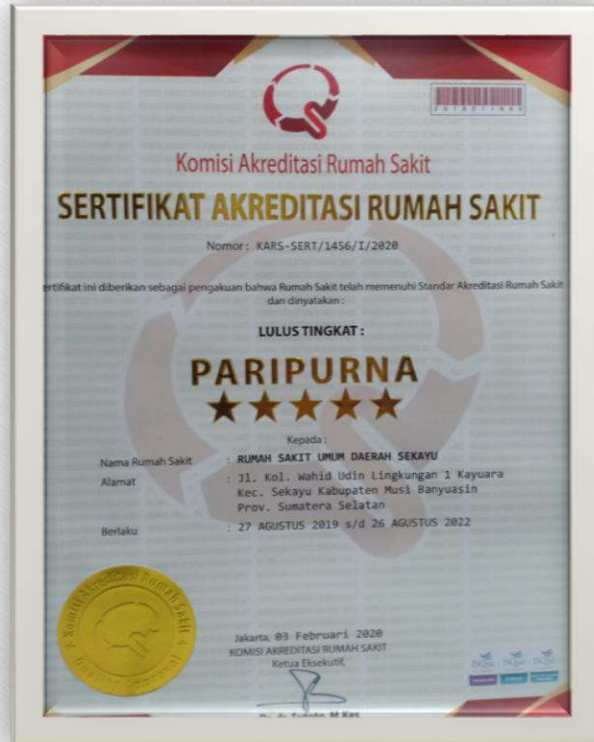 Komisi Akreditasi Rumah Sakit
SERTIFIKAT AKREDITASI RUMAH SAKIT
Nomor : KARS-SERT/1456/I/2020
ertifikat ini diberikan sebagai pengakuan bahwa Rumah Sakit telah memenuhi Standar Akreditasi Rumah Sakit
dan dinyatakan :
LULUS TINGKAT :
PARIPURNA
Kepada :
Nama Rumah Sakit : RUMAH SAKIT UMUM DAERAH SEKAYU
Alamat : Jl. Kol. Wahid Udin Lingkungan 1 Kayuara
Kec. Sekayu Kabupaten Musi Banyuasin
Prov. Sumatera Selatan
Berlaku : 27 AGUSTUS 2019 s/d 26 AGUSTUS 2022
Jakarta, 03 Februari 2020
KOMISI AKREDITASI RUMAH SAKIT
Ketua Eksekutif,